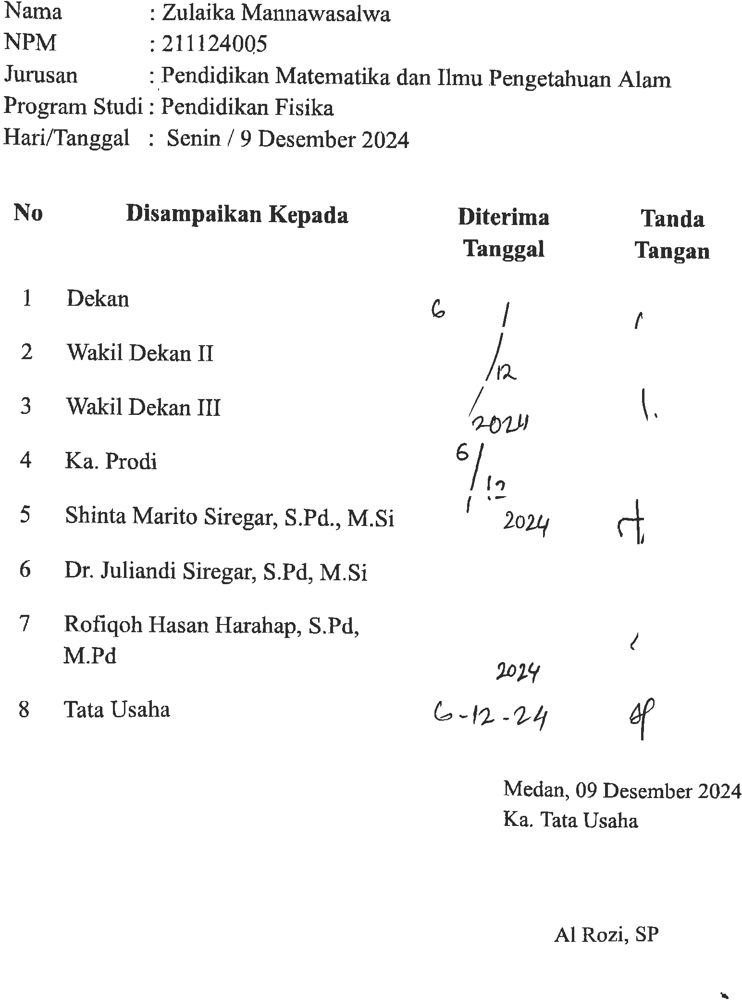 Nama : Zulaika Mannawasalwa
NPM : 211124005
Jurusan : Pendidikan Matematika dan Ilmu Pengetahuan Alam
Program Studi : Pendidikan Fisika
Hari/Tanggal : Senin / 9 Desember 2024
No Disampaikan Kepada Diterima Tanda
Tanggal Tangan
1 Dekan 6 /
2 Wakil Dekan II / 12
3 Wakil Dekan III / 2024
4 Ka. Prodi 6 / 12
5 Shinta Marito Siregar, S.Pd., M.Si / 2024
6 Dr. Juliandi Siregar, S.Pd, M.Si
7 Rofiqoh Hasan Harahap, S.Pd,
M.Pd
2024
8 Tata Usaha 6-12-24
Medan, 09 Desember 2024
Ka. Tata Usaha
Al Rozi, SP